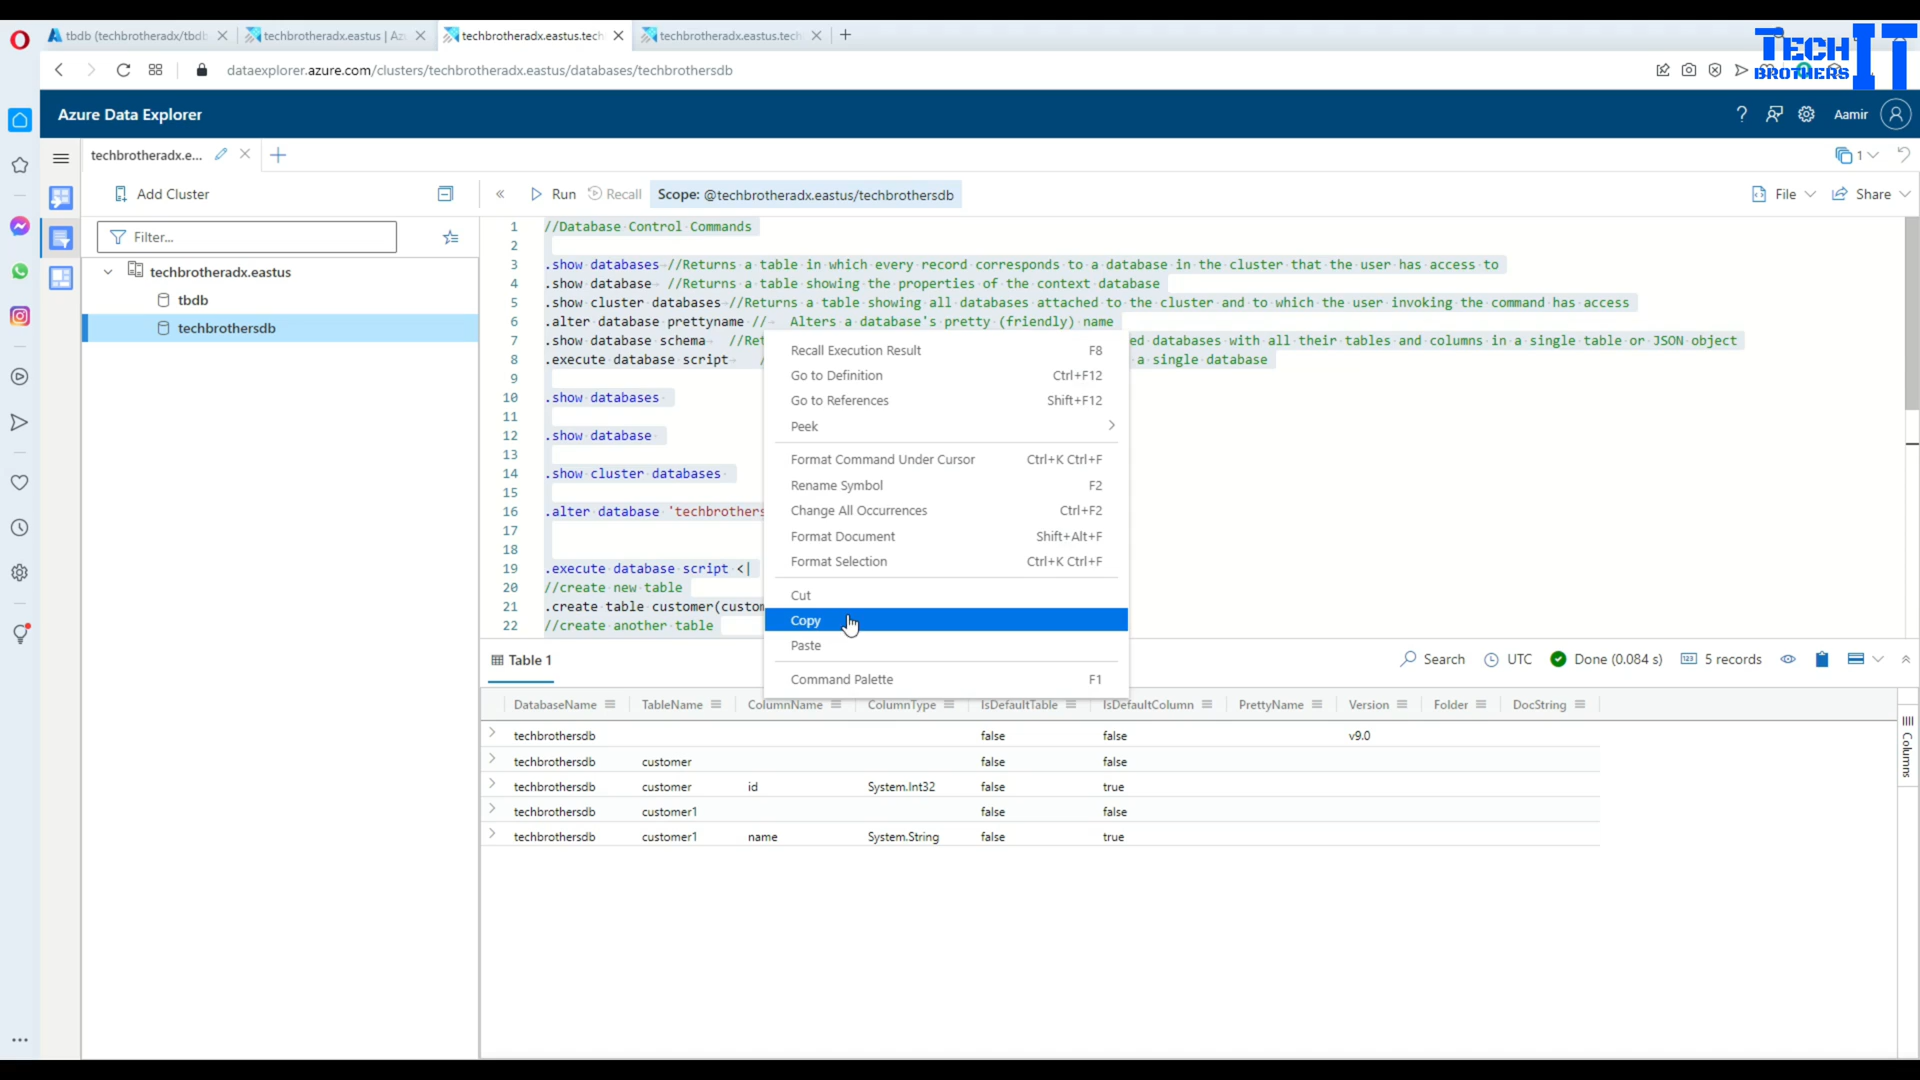 tbdb (techbrotheradx/tbdb
techbrotheradx.eastus | Az
techbrotheradx.eastus.tech
techbrotheradx.eastus.tech
TECH BROTHERS IT
dataexplorer.azure.com/clusters/techbrotheradx.eastus/databases/techbrothersdb
Azure Data Explorer
Aamir
techbrotheradx.e...
1
Add Cluster
Run
Recall
Scope: @techbrotheradx.eastus/techbrothersdb
File
Share
Filter...
techbrotheradx.eastus
tbdb
techbrothersdb
1 //Database Control Commands
2
3 .show databases //Returns a table in which every record corresponds to a database in the cluster that the user has access to
4 .show database //Returns a table showing the properties of the context database
5 .show cluster databases //Returns a table showing all databases attached to the cluster and to which the user invoking the command has access
6 .alter database prettyname // Alters a database's pretty (friendly) name
7 .show database schema //Ret ed databases with all their tables and columns in a single table or JSON object
8 .execute database script / a single database
9
10 .show databases
11
12 .show database
13
14 .show cluster databases
15
16 .alter database 'techbrothers
17
18
19 .execute database script <|
20 //create new table
21 .create table customer(custom
22 //create another table
Recall Execution Result F8
Go to Definition Ctrl+F12
Go to References Shift+F12
Peek
Format Command Under Cursor Ctrl+K Ctrl+F
Rename Symbol F2
Change All Occurrences Ctrl+F2
Format Document Shift+Alt+F
Format Selection Ctrl+K Ctrl+F
Cut
Copy
Paste
Command Palette F1
Table 1
Search
UTC
Done (0.084 s)
5 records
DatabaseName TableName ColumnName ColumnType IsDefaultTable IsDefaultColumn PrettyName Version Folder DocString
techbrothersdb false false v9.0
techbrothersdb customer false false
techbrothersdb customer id System.Int32 false true
techbrothersdb customer1 false false
techbrothersdb customer1 name System.String false true
Columns